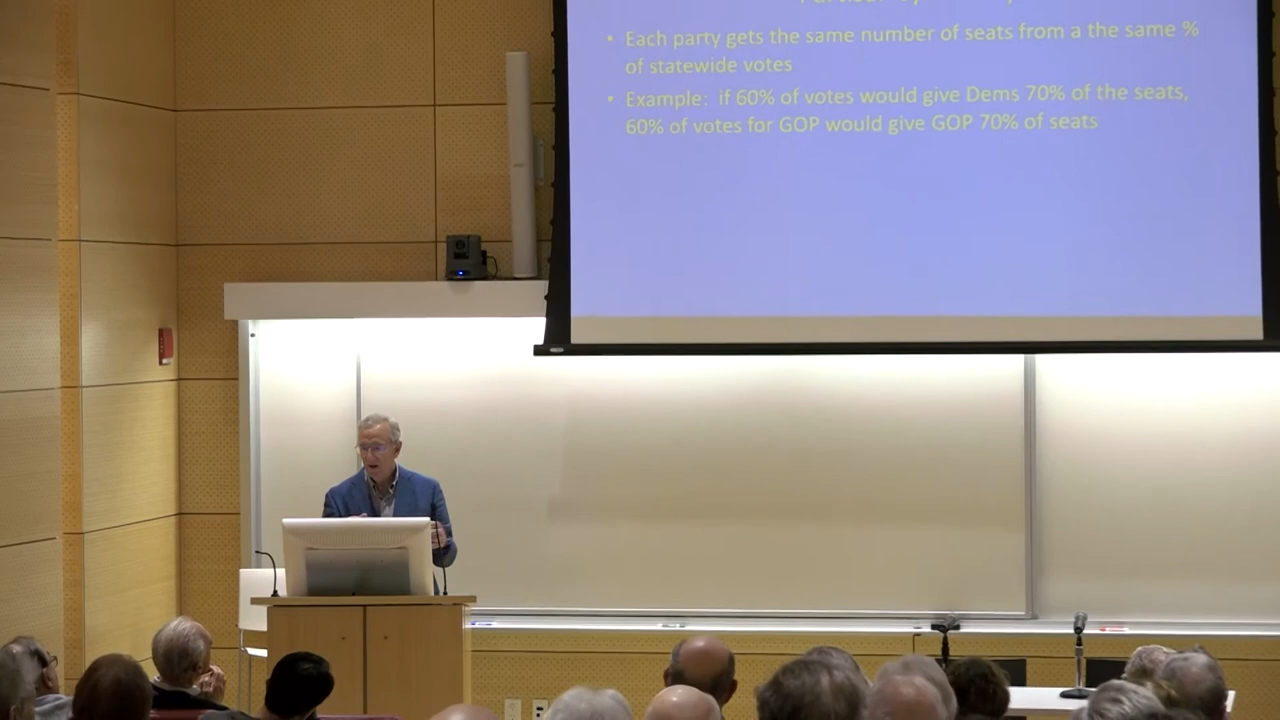 • Each party gets the same number of seats from a the same %
of statewide votes
• Example: if 60% of votes would give Dems 70% of the seats,
60% of votes for GOP would give GOP 70% of seats